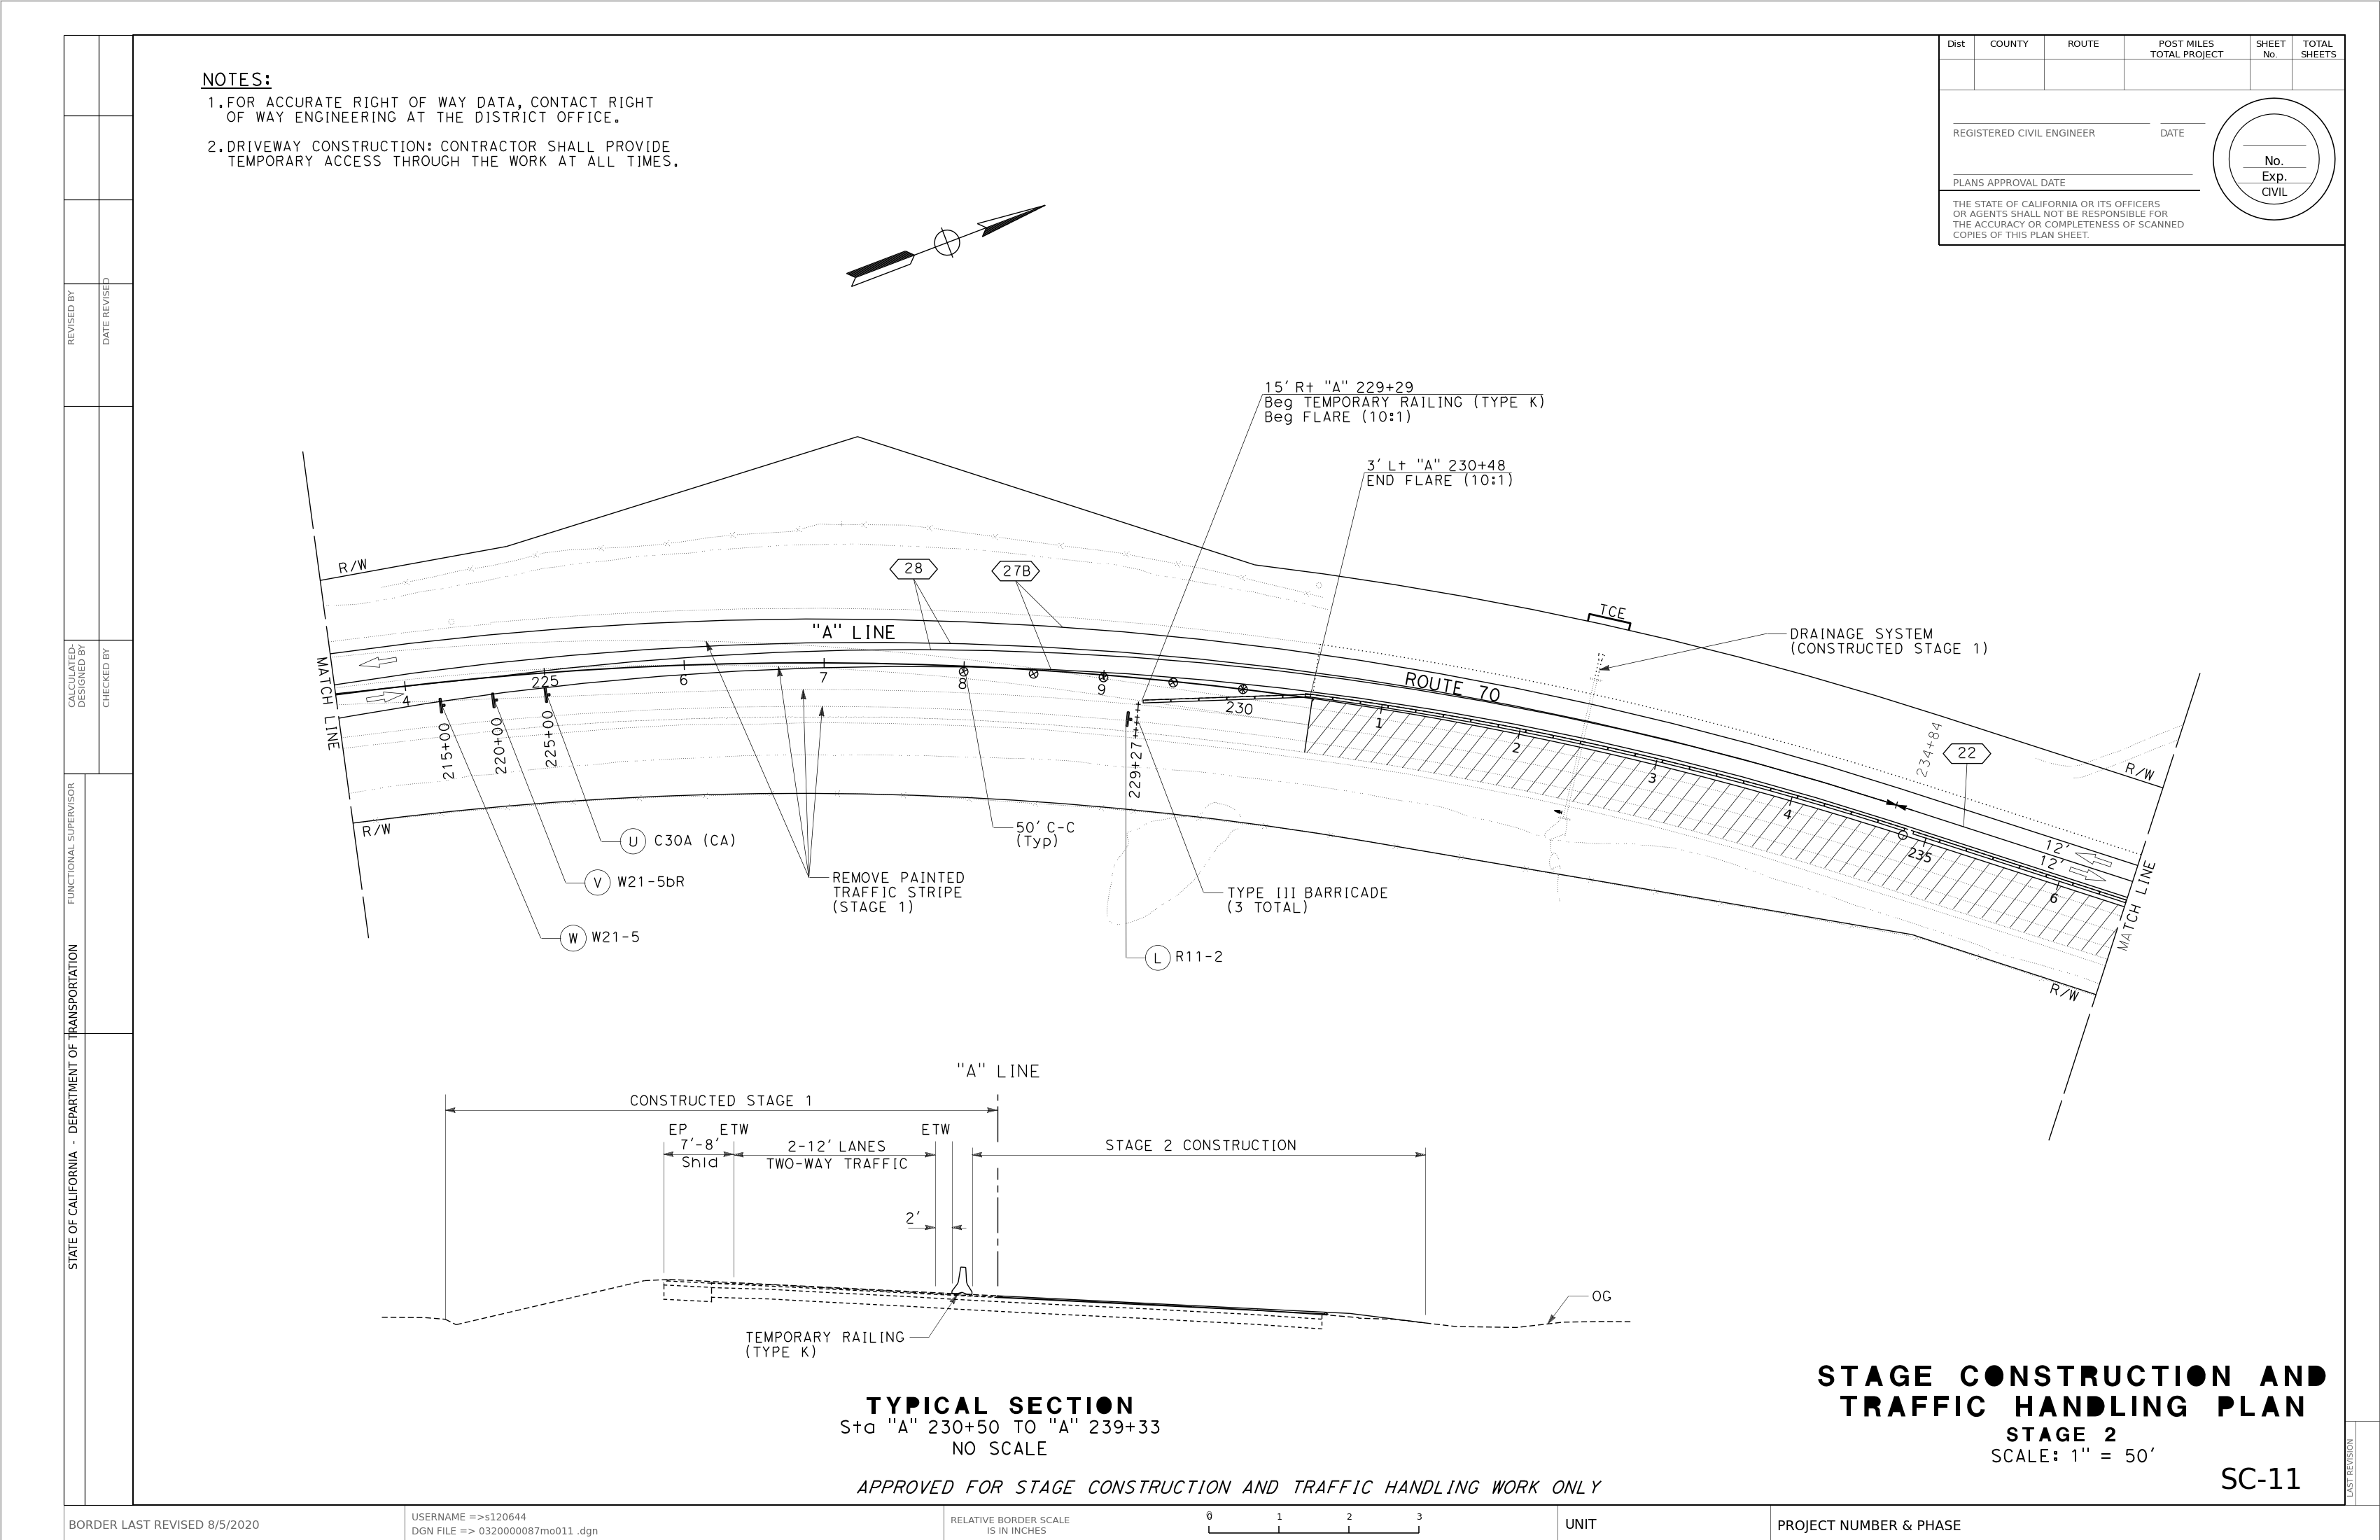 Dist
COUNTY
ROUTE
POST MILES
TOTAL PROJECT
SHEET
No.
TOTAL
SHEETS
REGISTERED CIVIL ENGINEER
DATE
PLANS APPROVAL DATE
No.
Exp.
CIVIL
THE STATE OF CALIFORNIA OR ITS OFFICERS
OR AGENTS SHALL NOT BE RESPONSIBLE FOR
THE ACCURACY OR COMPLETENESS OF SCANNED
COPIES OF THIS PLAN SHEET.
NOTES:
1. FOR ACCURATE RIGHT OF WAY DATA, CONTACT RIGHT
OF WAY ENGINEERING AT THE DISTRICT OFFICE.
2. DRIVEWAY CONSTRUCTION: CONTRACTOR SHALL PROVIDE
TEMPORARY ACCESS THROUGH THE WORK AT ALL TIMES.
REVISED BY
DATE REVISED
CALCULATED-
DESIGNED BY
CHECKED BY
FUNCTIONAL SUPERVISOR
STATE OF CALIFORNIA - DEPARTMENT OF TRANSPORTATION
15' Rt "A" 229+29
Beg TEMPORARY RAILING (TYPE K)
Beg FLARE (10:1)
3' Lt "A" 230+48
END FLARE (10:1)
R/W
28
27B
TCE
"A" LINE
DRAINAGE SYSTEM
(CONSTRUCTED STAGE 1)
MATCH LINE
4
225
6
7
8
9
230
1
2
3
4
235
6
ROUTE 70
234+84
22
R/W
12'
12'
MATCH LINE
215+00
220+00
225+00
229+27
R/W
U C30A (CA)
V W21-5bR
W W21-5
REMOVE PAINTED
TRAFFIC STRIPE
(STAGE 1)
50' C-C
(Typ)
TYPE III BARRICADE
(3 TOTAL)
L R11-2
R/W
"A" LINE
CONSTRUCTED STAGE 1
EP
ETW
ETW
7'-8'
Shld
2-12' LANES
TWO-WAY TRAFFIC
STAGE 2 CONSTRUCTION
2'
OG
TEMPORARY RAILING
(TYPE K)
TYPICAL SECTION
Sta "A" 230+50 TO "A" 239+33
NO SCALE
STAGE CONSTRUCTION AND
TRAFFIC HANDLING PLAN
STAGE 2
SCALE: 1" = 50'
SC-11
APPROVED FOR STAGE CONSTRUCTION AND TRAFFIC HANDLING WORK ONLY
LAST REVISION
BORDER LAST REVISED 8/5/2020
USERNAME =>s120644
DGN FILE => 0320000087mo011 .dgn
RELATIVE BORDER SCALE
IS IN INCHES
0
1
2
3
UNIT
PROJECT NUMBER & PHASE